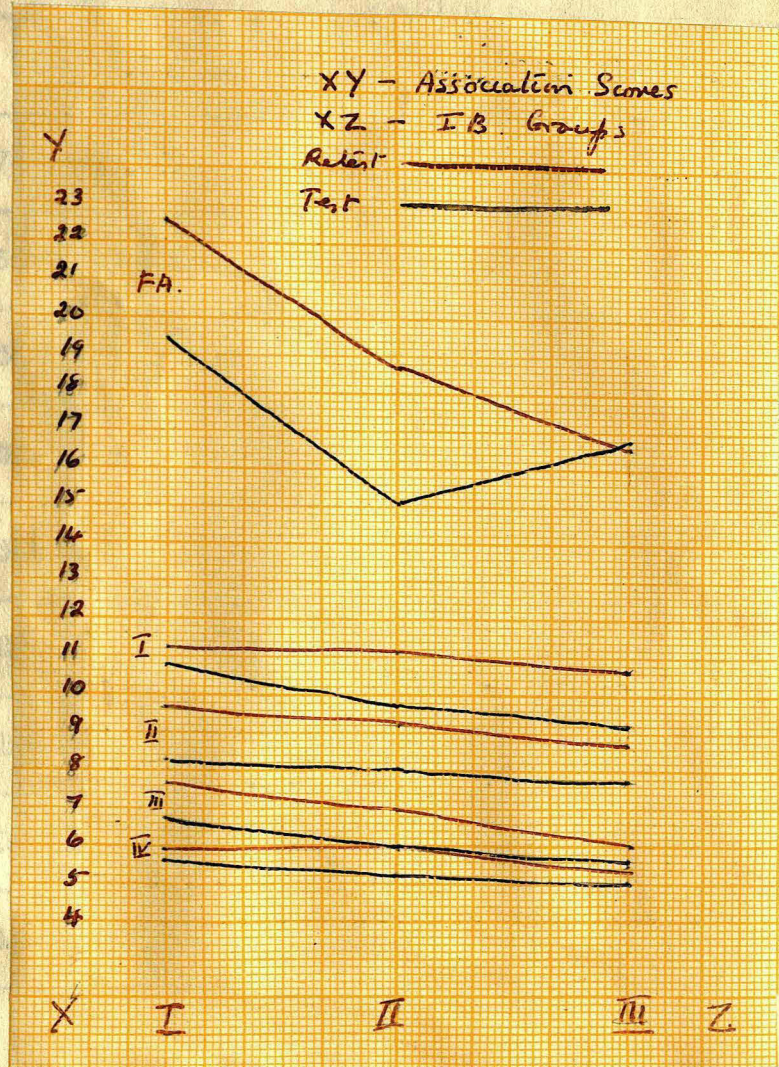 XY - Association Scores
XZ - I.B. Groups
Retest
Test
Y
23
22
21
FA.
20
19
18
17
16
15
14
13
12
11
I
10
9
II
8
7
III
6
IV
5
4
X I II III Z